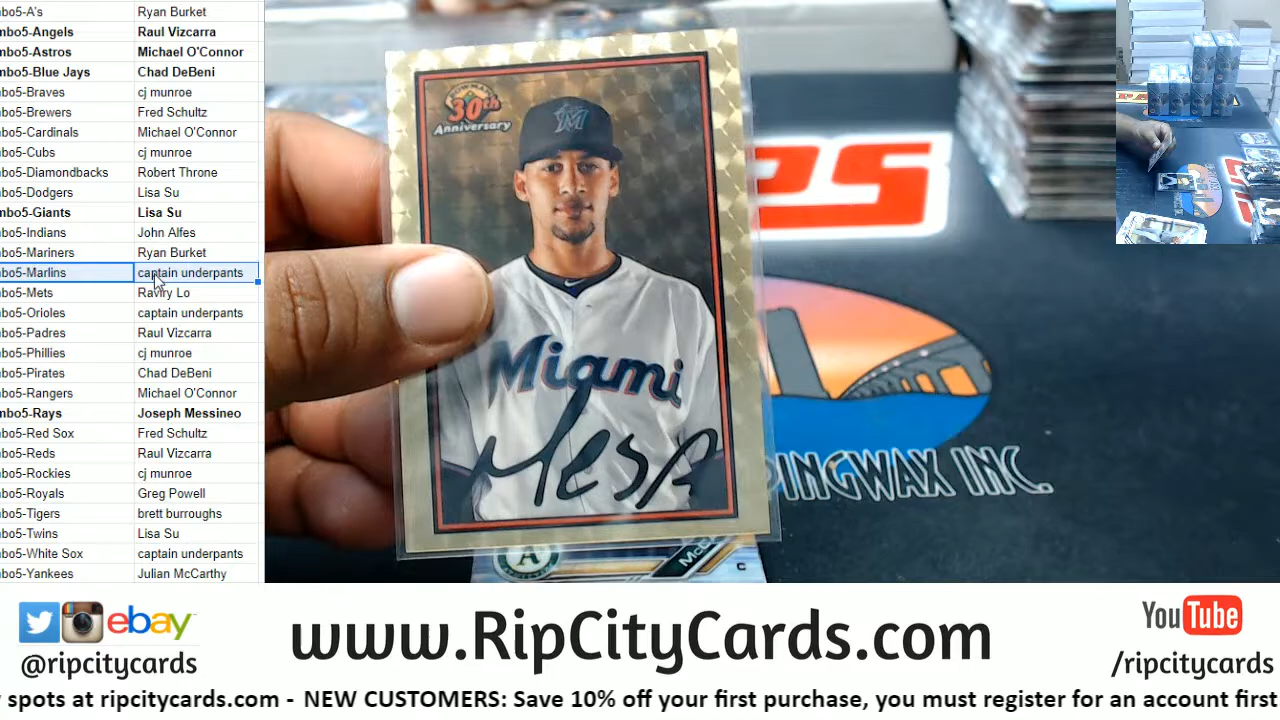 mbo5-A's Ryan Burket
mbo5-Angels Raul Vizcarra
mbo5-Astros Michael O'Connor
mbo5-Blue Jays Chad DeBeni
mbo5-Braves cj munroe
mbo5-Brewers Fred Schultz
mbo5-Cardinals Michael O'Connor
mbo5-Cubs cj munroe
mbo5-Diamondbacks Robert Throne
mbo5-Dodgers Lisa Su
mbo5-Giants Lisa Su
mbo5-Indians John Alfes
mbo5-Mariners Ryan Burket
mbo5-Marlins captain underpants
mbo5-Mets Raviry Lo
mbo5-Orioles captain underpants
mbo5-Padres Raul Vizcarra
mbo5-Phillies cj munroe
mbo5-Pirates Chad DeBeni
mbo5-Rangers Michael O'Connor
mbo5-Rays Joseph Messineo
mbo5-Red Sox Fred Schultz
mbo5-Reds Raul Vizcarra
mbo5-Rockies cj munroe
mbo5-Royals Greg Powell
mbo5-Tigers brett burroughs
mbo5-Twins Lisa Su
mbo5-White Sox captain underpants
mbo5-Yankees Julian McCarthy
30th
Anniversary
M
Miami
Mesa
PS
PINGWAX INC.
A
McC
C
ebay
@ripcitycards
www.RipCityCards.com
YouTube
/ripcitycards
spots at ripcitycards.com - NEW CUSTOMERS: Save 10% off your first purchase, you must register for an account first